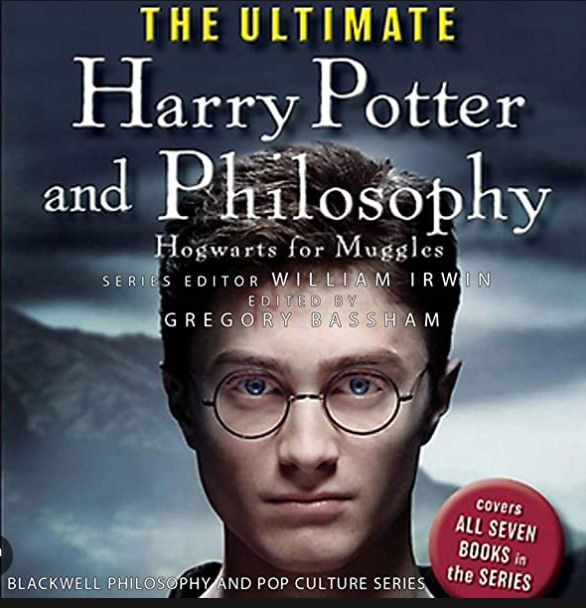 THE ULTIMATE
Harry Potter
and Philosophy
Hogwarts for Muggles
SERIES EDITOR WILLIAM IRWIN
EDITED BY
GREGORY BASSHAM
covers
ALL SEVEN
BOOKS in
the SERIES
BLACKWELL PHILOSOPHY AND POP CULTURE SERIES